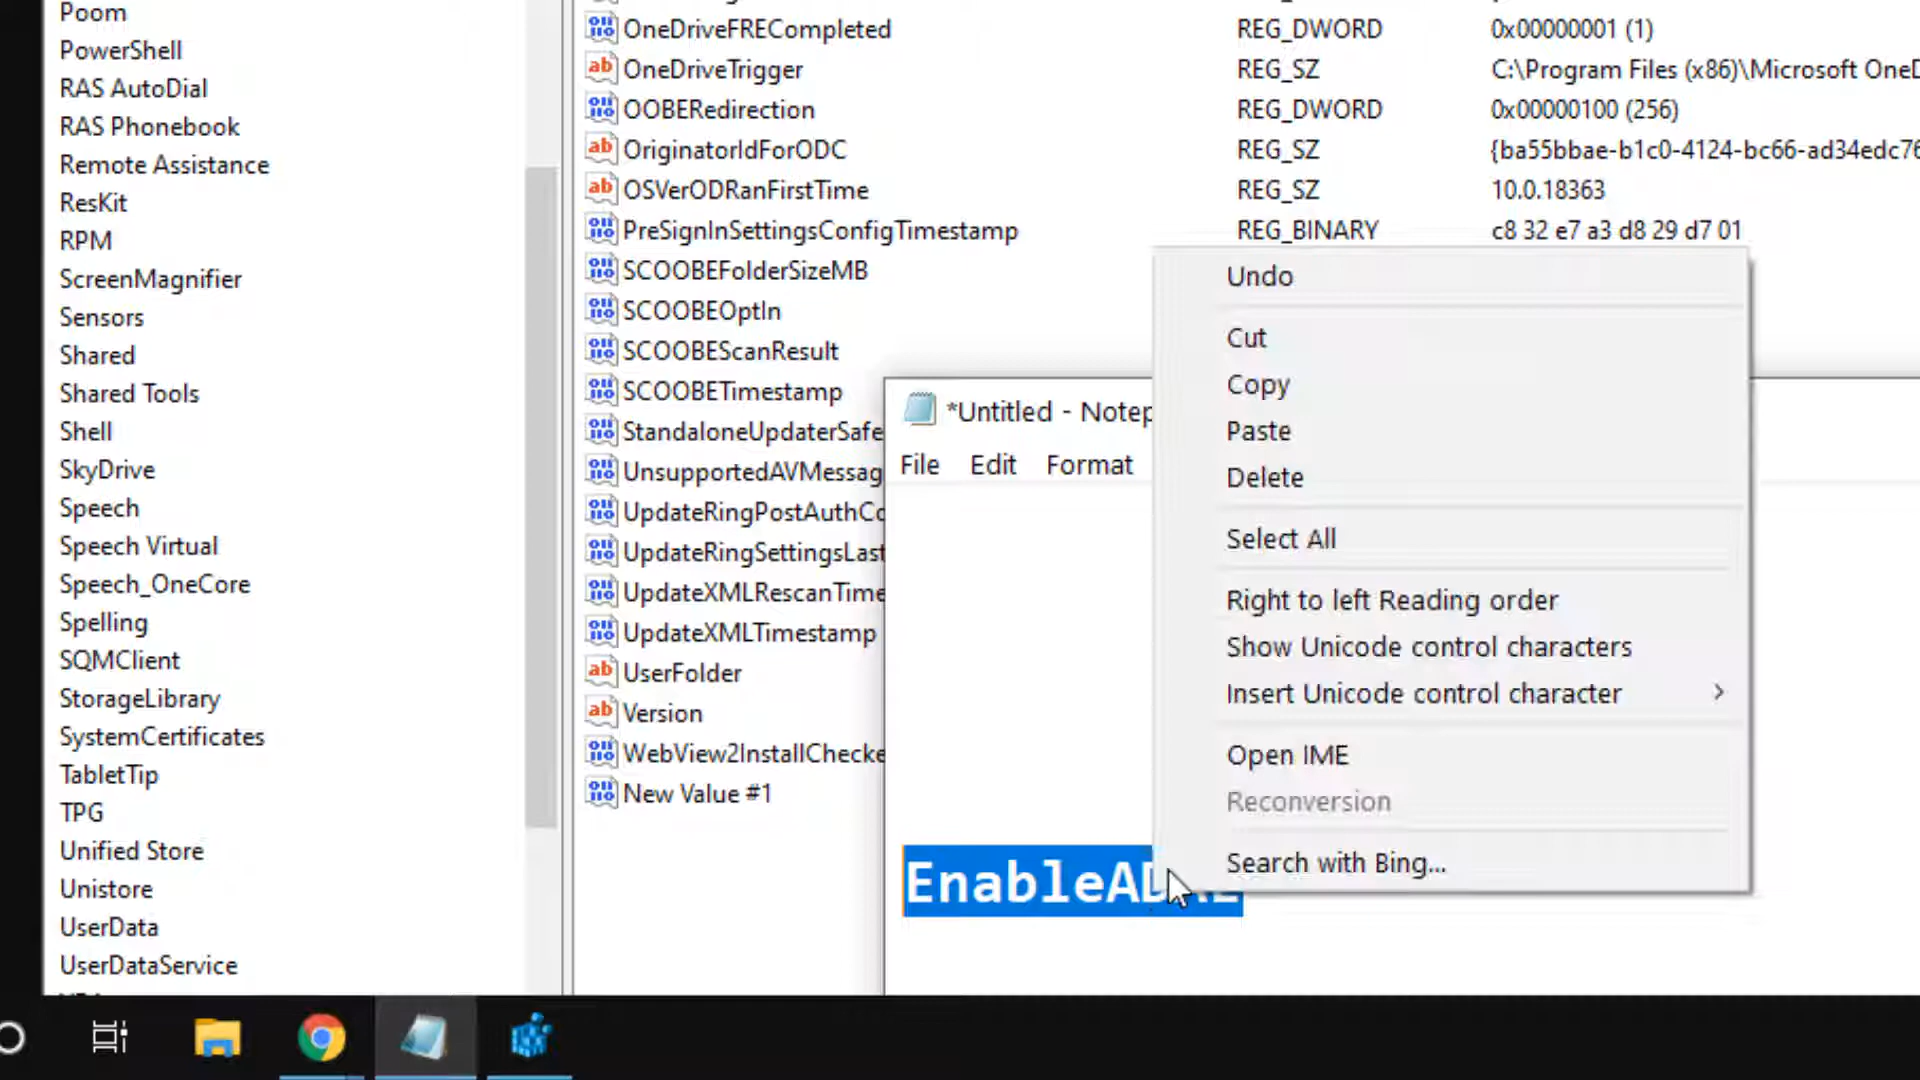 Poom
PowerShell
RAS AutoDial
RAS Phonebook
Remote Assistance
ResKit
RPM
ScreenMagnifier
Sensors
Shared
Shared Tools
Shell
SkyDrive
Speech
Speech Virtual
Speech_OneCore
Spelling
SQMClient
StorageLibrary
SystemCertificates
TabletTip
TPG
Unified Store
Unistore
UserData
UserDataService
OneDriveFRECompleted REG_DWORD 0x00000001 (1)
OneDriveTrigger REG_SZ C:\Program Files (x86)\Microsoft OneD
OOBERedirection REG_DWORD 0x00000100 (256)
OriginatorIdForODC REG_SZ {ba55bbae-b1c0-4124-bc66-ad34edc76
OSVerODRanFirstTime REG_SZ 10.0.18363
PreSignInSettingsConfigTimestamp REG_BINARY c8 32 e7 a3 d8 29 d7 01
SCOOBEFolderSizeMB
SCOOBEOptIn
SCOOBEScanResult
SCOOBETimestamp
StandaloneUpdaterSafe
UnsupportedAVMessag
UpdateRingPostAuthCo
UpdateRingSettingsLast
UpdateXMLRescanTime
UpdateXMLTimestamp
UserFolder
Version
WebView2InstallChecke
New Value #1
*Untitled - Notep
File Edit Format
Undo
Cut
Copy
Paste
Delete
Select All
Right to left Reading order
Show Unicode control characters
Insert Unicode control character
Open IME
Reconversion
Search with Bing...